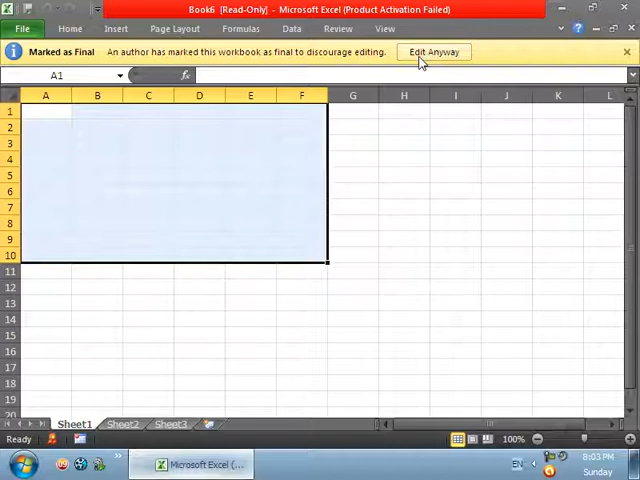 Book6 [Read-Only] - Microsoft Excel (Product Activation Failed)
File Home Insert Page Layout Formulas Data Review View
Marked as Final An author has marked this workbook as final to discourage editing. Edit Anyway
A1 fx
A B C D E F G H I J K L
1
2
3
4
5
6
7
8
9
10
11
12
13
14
15
16
17
18
19
20
Sheet1 Sheet2 Sheet3
Ready 100%
Microsoft Excel (... EN 8:03 PM
Sunday